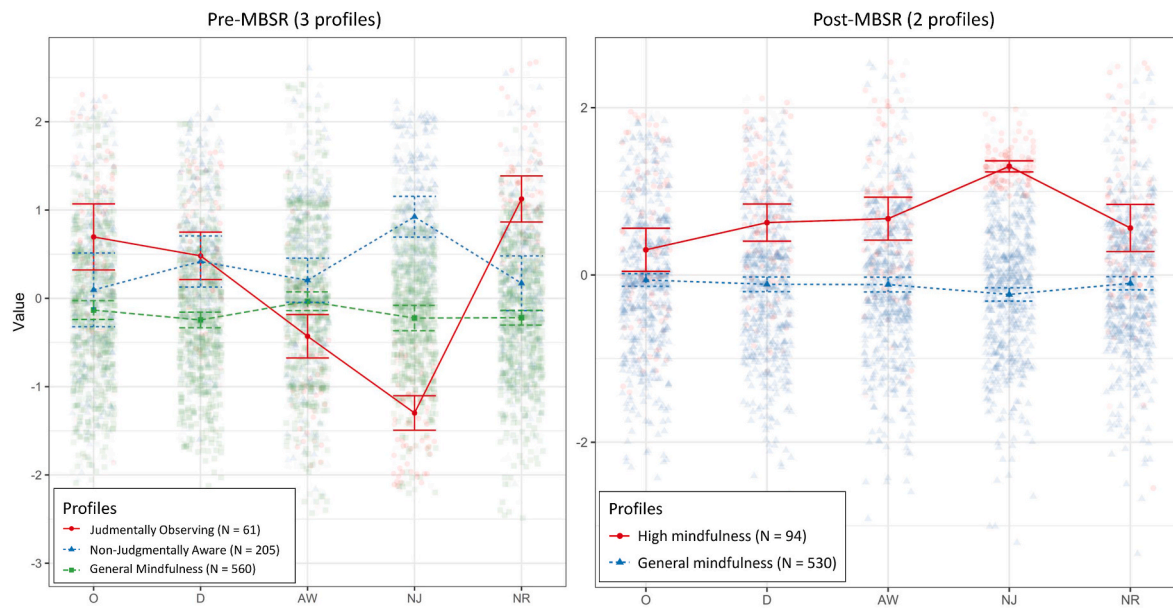 Pre-MBSR (3 profiles)
Value
2
1
0
-1
-2
-3
O D AW NJ NR
Profiles
Judmentally Observing (N = 61)
Non-Judgmentally Aware (N = 205)
General Mindfulness (N = 560)
Post-MBSR (2 profiles)
2
0
-2
O D AW NJ NR
Profiles
High mindfulness (N = 94)
General mindfulness (N = 530)